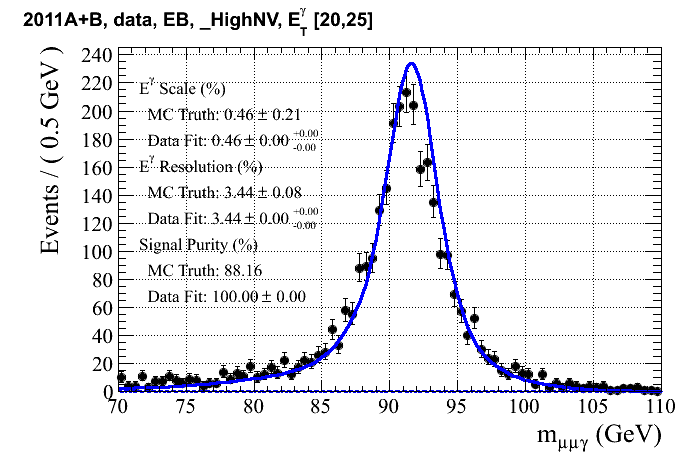 2011A+B, data, EB, _HighNV, E_T^γ [20,25]
Events / ( 0.5 GeV )
240
220
200
180
160
140
120
100
80
60
40
20
0
E^γ Scale (%)
MC Truth: 0.46 ± 0.21
Data Fit: 0.46 ± 0.00 +0.00 -0.00
E^γ Resolution (%)
MC Truth: 3.44 ± 0.08
Data Fit: 3.44 ± 0.00 +0.00 -0.00
Signal Purity (%)
MC Truth: 88.16
Data Fit: 100.00 ± 0.00
70 75 80 85 90 95 100 105 110
m_μμγ (GeV)